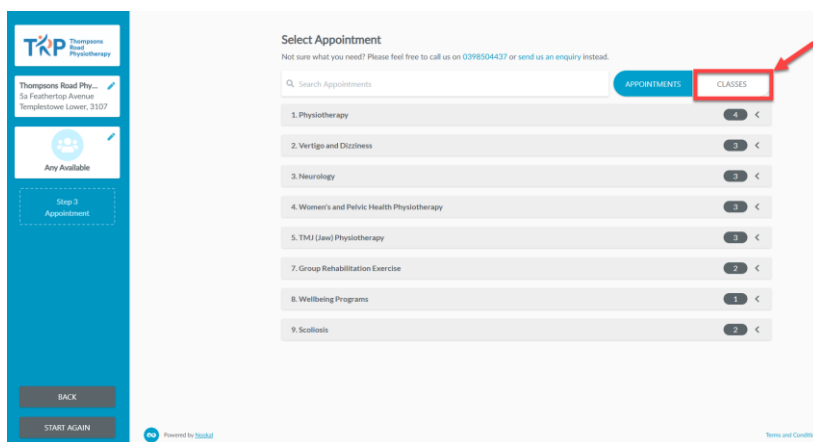 TRP Thompsons
Road
Physiotherapy
Thompsons Road Phy...
5a Feathertop Avenue
Templestowe Lower, 3107
Any Available
Step 3
Appointment
BACK
START AGAIN
Select Appointment
Not sure what you need? Please feel free to call us on 0398504437 or send us an enquiry instead.
Search Appointments
APPOINTMENTS
CLASSES
1. Physiotherapy 4
2. Vertigo and Dizziness 3
3. Neurology 3
4. Women's and Pelvic Health Physiotherapy 3
5. TMJ (Jaw) Physiotherapy 3
7. Group Rehabilitation Exercise 2
8. Wellbeing Programs 1
9. Scoliosis 2
Powered by Nookal
Terms and Conditi